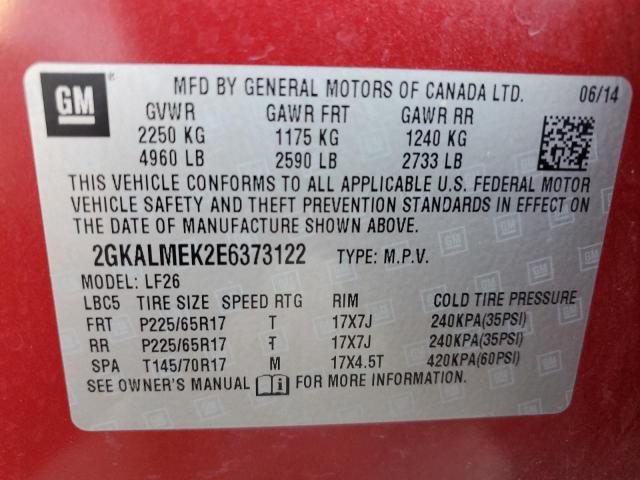 GM
®
MFD BY GENERAL MOTORS OF CANADA LTD. 06/14
GVWR GAWR FRT GAWR RR
2250 KG 1175 KG 1240 KG
4960 LB 2590 LB 2733 LB
THIS VEHICLE CONFORMS TO ALL APPLICABLE U.S. FEDERAL MOTOR
VEHICLE SAFETY AND THEFT PREVENTION STANDARDS IN EFFECT ON
THE DATE OF MANUFACTURE SHOWN ABOVE.
2GKALMEK2E6373122 TYPE: M.P.V.
MODEL: LF26
LBC5 TIRE SIZE SPEED RTG RIM COLD TIRE PRESSURE
FRT P225/65R17 T 17X7J 240KPA(35PSI)
RR P225/65R17 T 17X7J 240KPA(35PSI)
SPA T145/70R17 M 17X4.5T 420KPA(60PSI)
SEE OWNER'S MANUAL i FOR MORE INFORMATION.